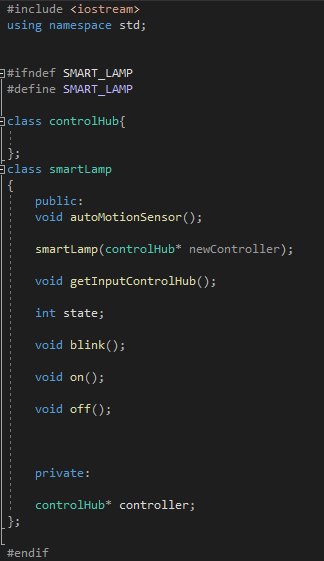 #include <iostream>
using namespace std;
#ifndef SMART_LAMP
#define SMART_LAMP
class controlHub{
};
class smartLamp
{
public:
void autoMotionSensor();
smartLamp(controlHub* newController);
void getInputControlHub();
int state;
void blink();
void on();
void off();
private:
controlHub* controller;
};
#endif